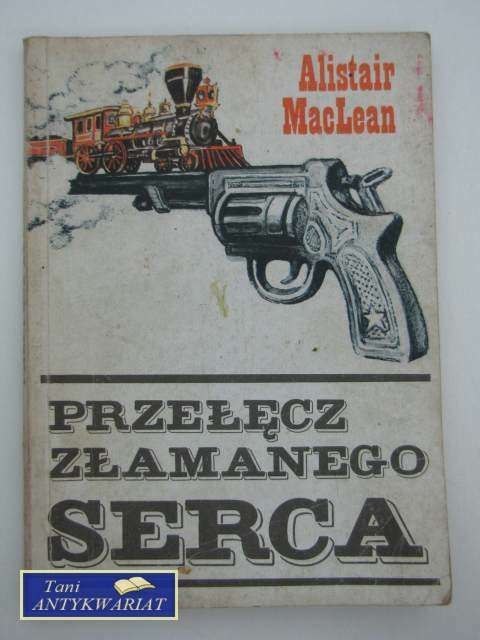 Alistair
MacLean
PRZEŁĘCZ
ZŁAMANEGO
SERCA
Tani
ANTYKWARIAT